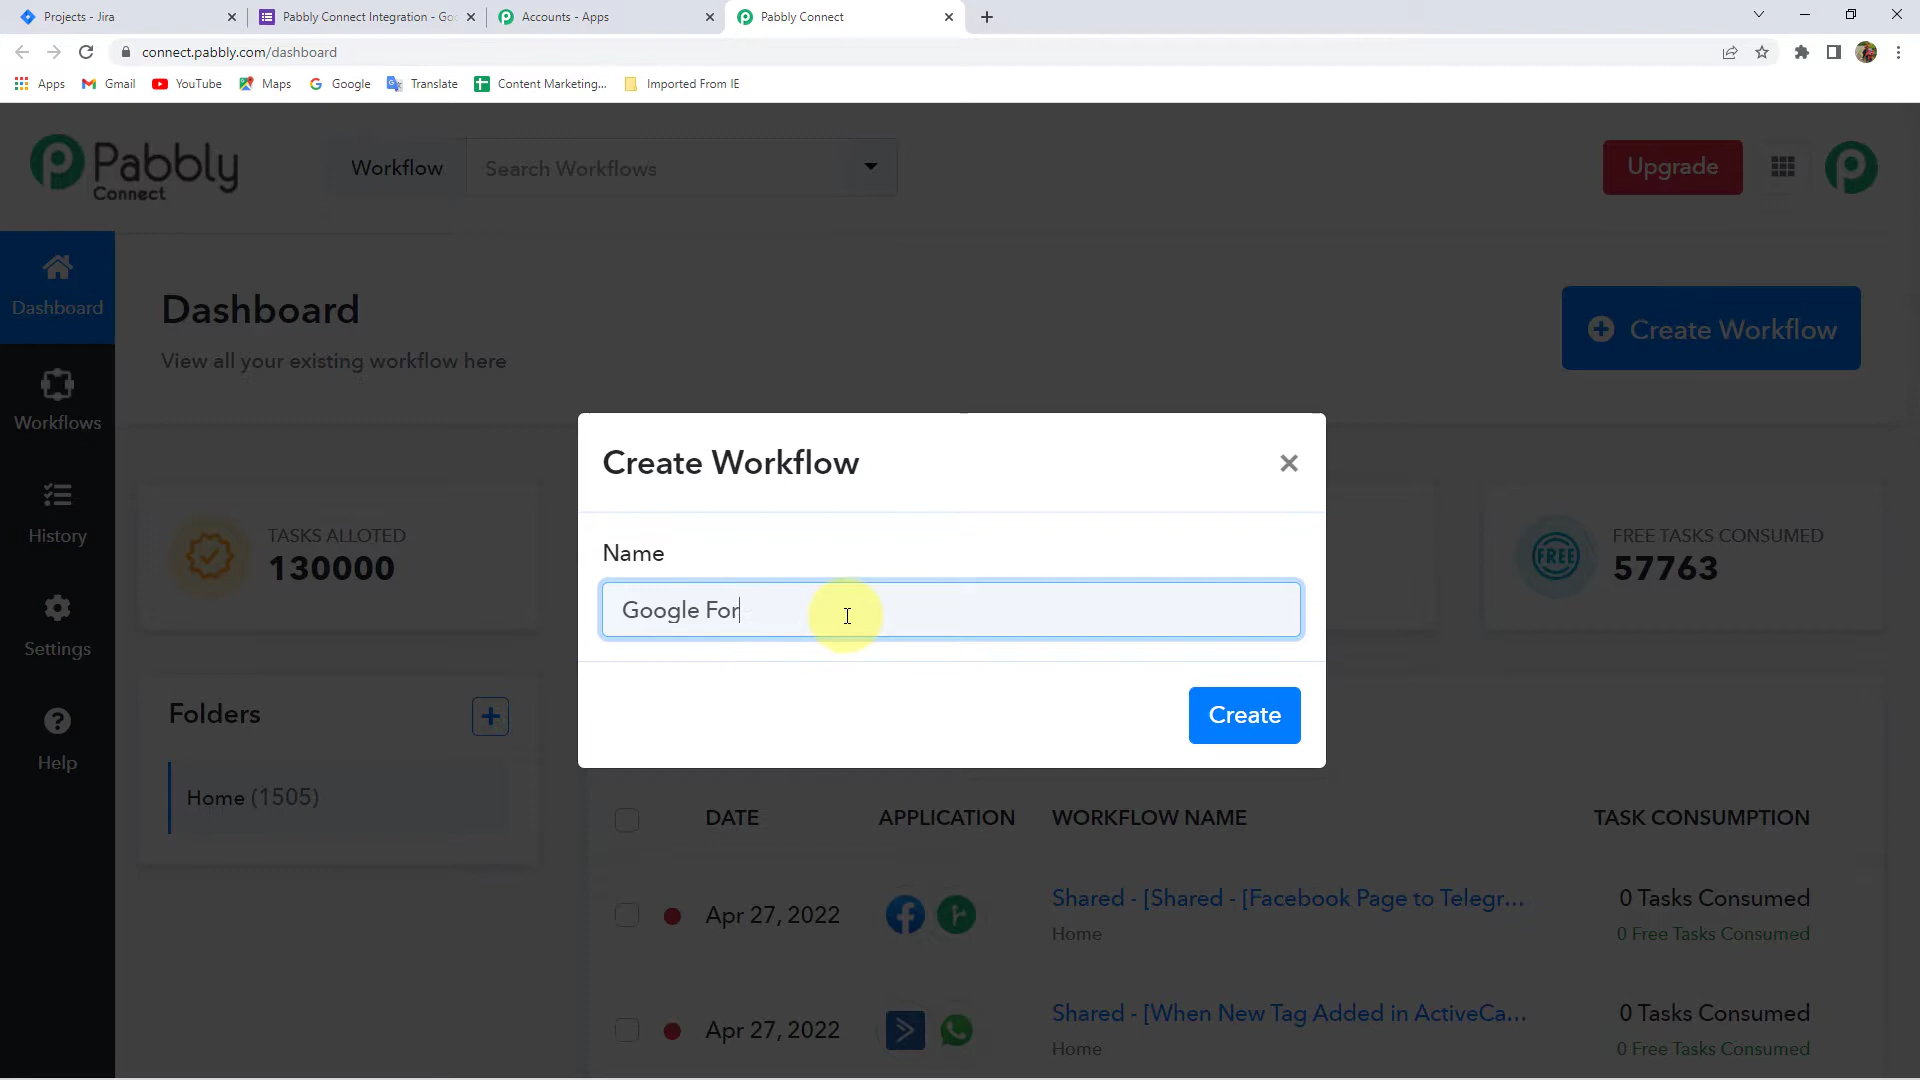 Projects - Jira
Pabbly Connect Integration - Goo
Accounts - Apps
Pabbly Connect
connect.pabbly.com/dashboard
Apps
Gmail
YouTube
Maps
Google
Translate
Content Marketing...
Imported From IE
Pabbly
Connect
Workflow
Search Workflows
Upgrade
Dashboard
Workflows
History
Settings
Help
Dashboard
View all your existing workflow here
Create Workflow
TASKS ALLOTED
130000
FREE
FREE TASKS CONSUMED
57763
Create Workflow
Name
Google For
Create
Folders
Home (1505)
DATE APPLICATION WORKFLOW NAME TASK CONSUMPTION
Apr 27, 2022 Shared - [Shared - [Facebook Page to Telegr... 0 Tasks Consumed
Home 0 Free Tasks Consumed
Apr 27, 2022 Shared - [When New Tag Added in ActiveCa... 0 Tasks Consumed
Home 0 Free Tasks Consumed